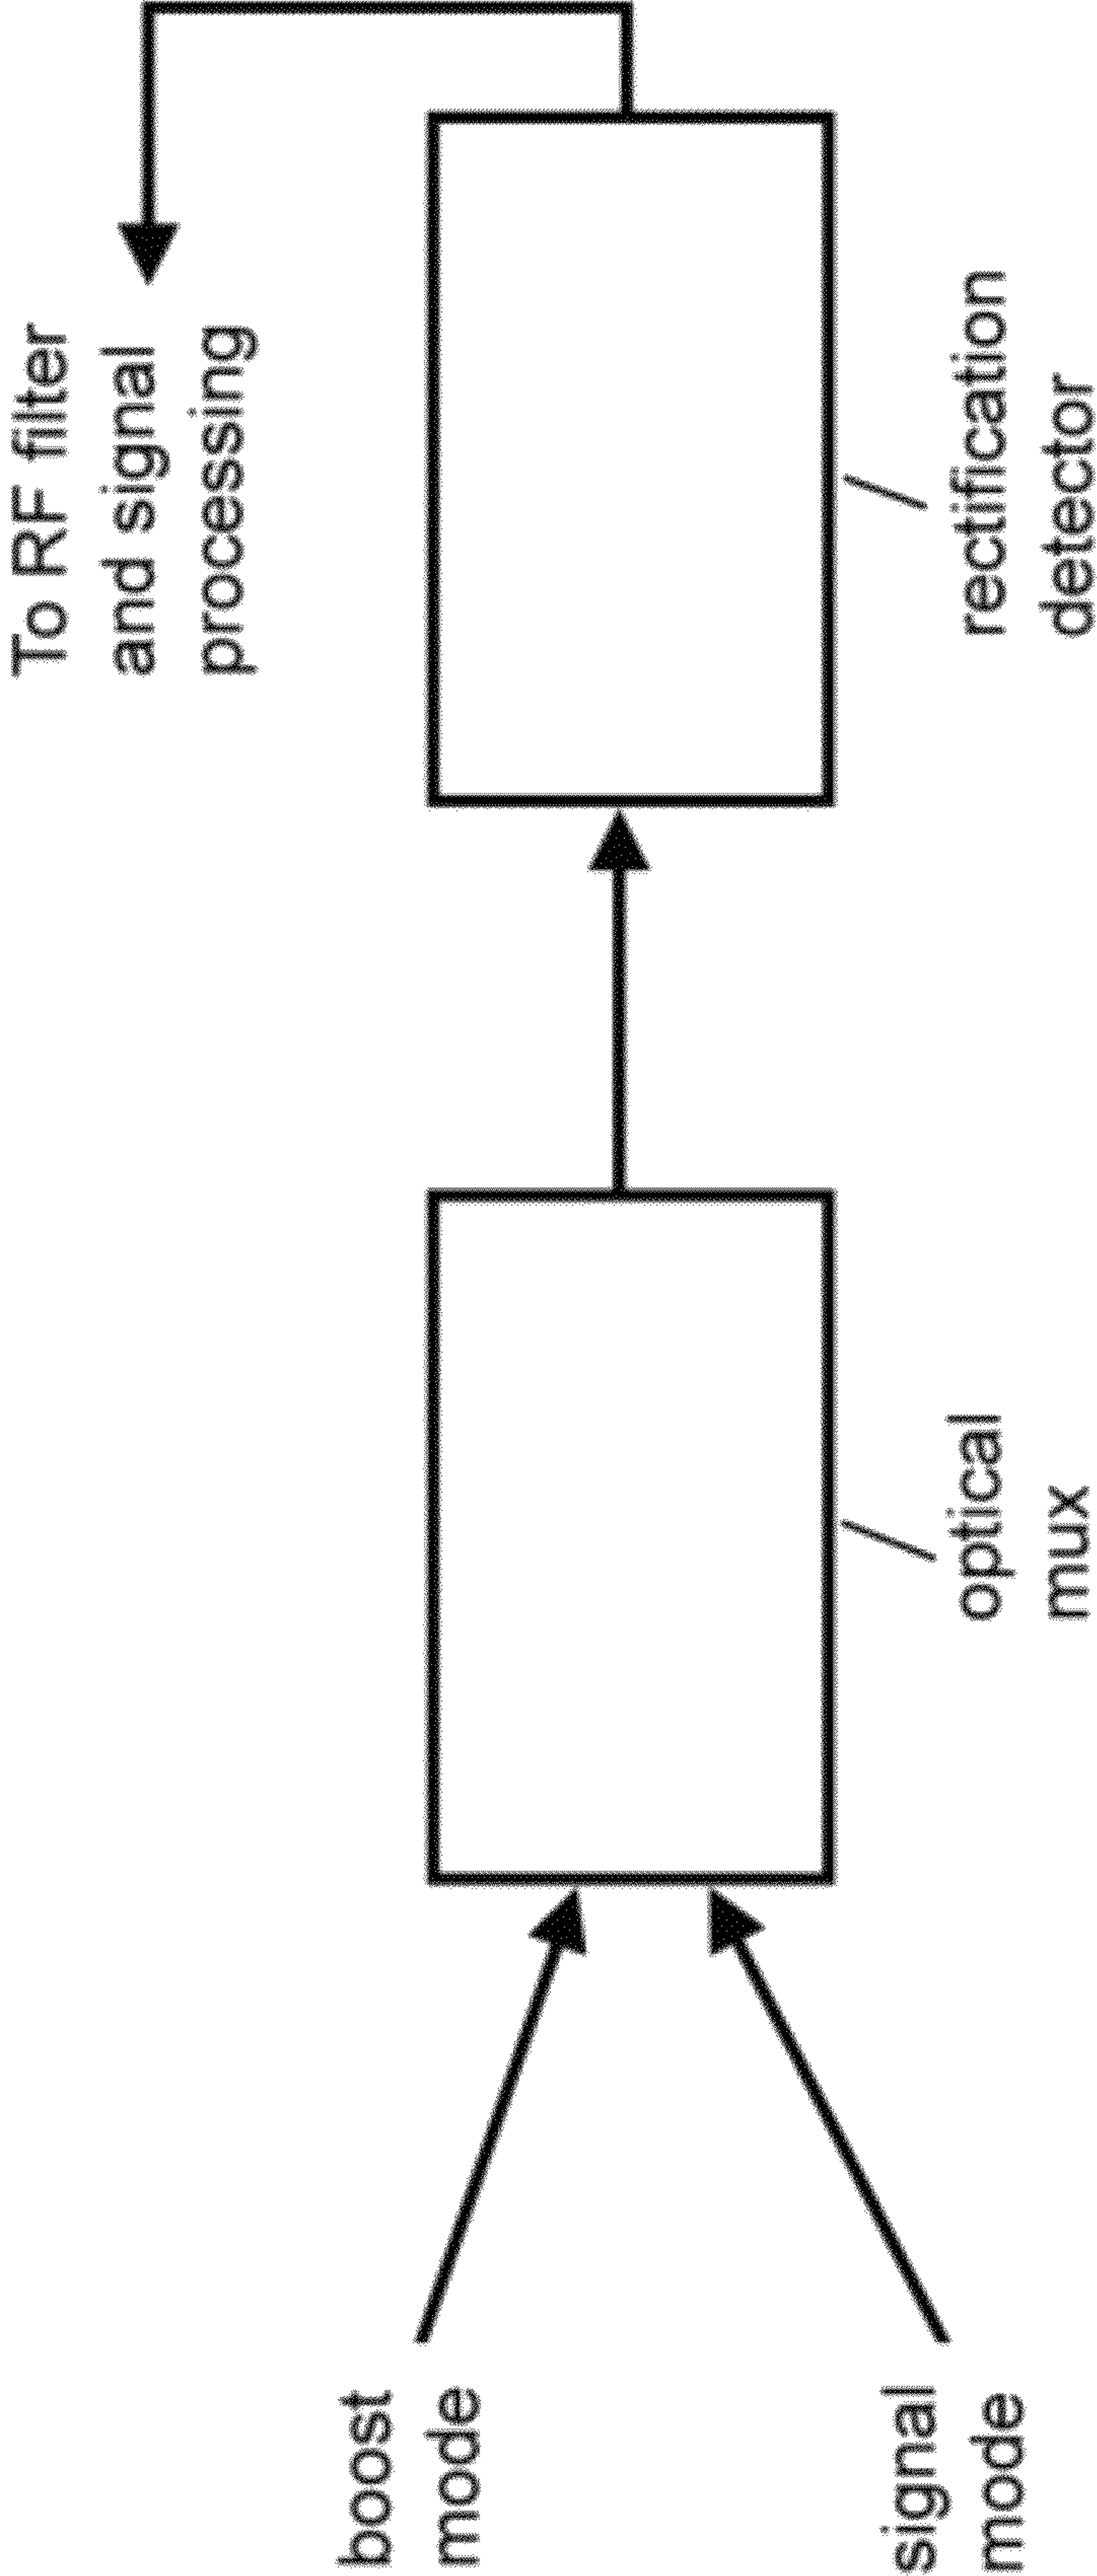 boost
mode
signal
mode
optical
mux
rectification
detector
To RF filter
and signal
processing